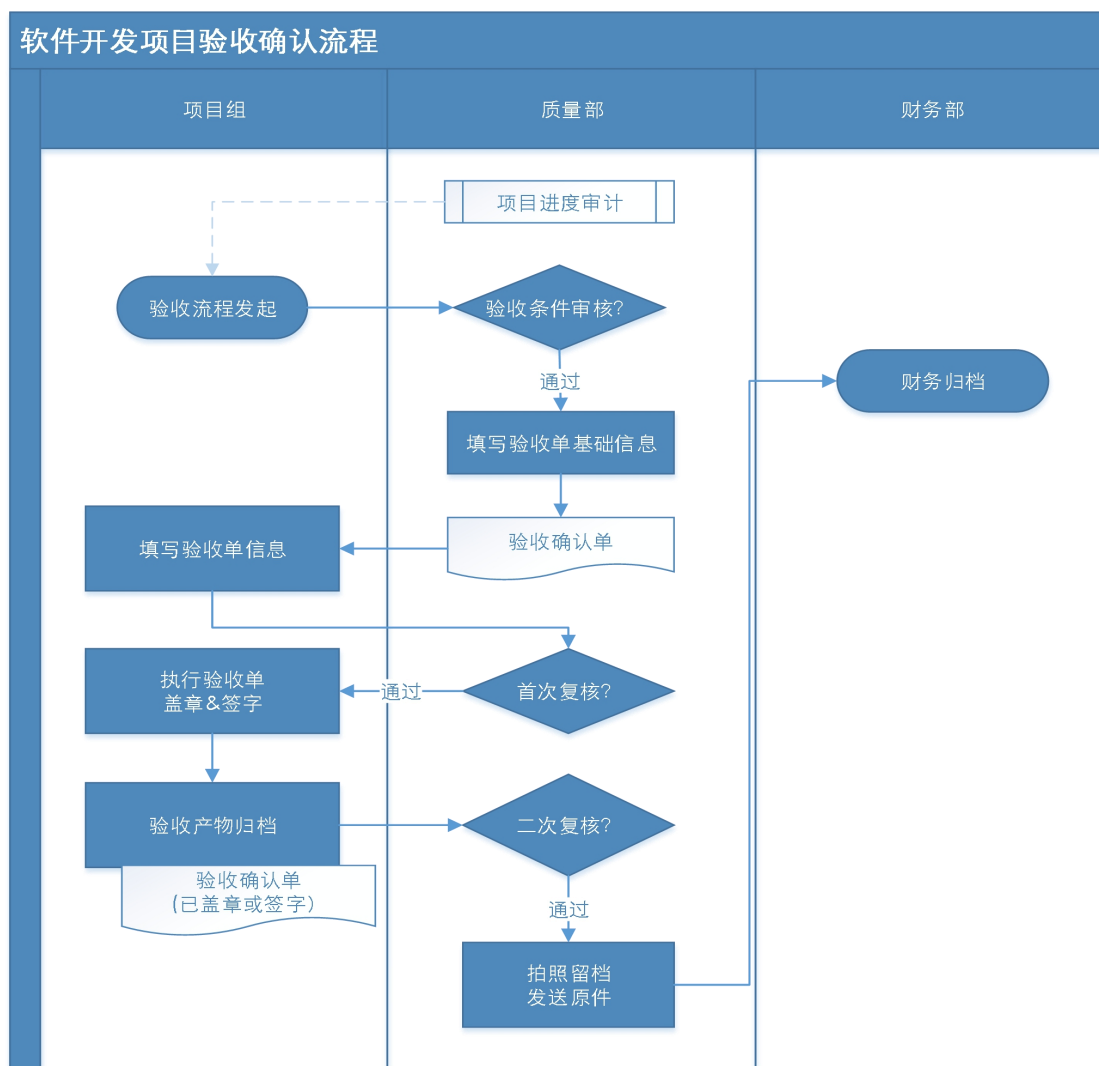 软件开发项目验收确认流程
项目组
质量部
财务部
项目进度审计
验收流程发起
验收条件审核?
通过
财务归档
填写验收单基础信息
验收确认单
填写验收单信息
执行验收单
盖章&签字
通过
首次复核?
验收产物归档
二次复核?
验收确认单
(已盖章或签字)
通过
拍照留档
发送原件